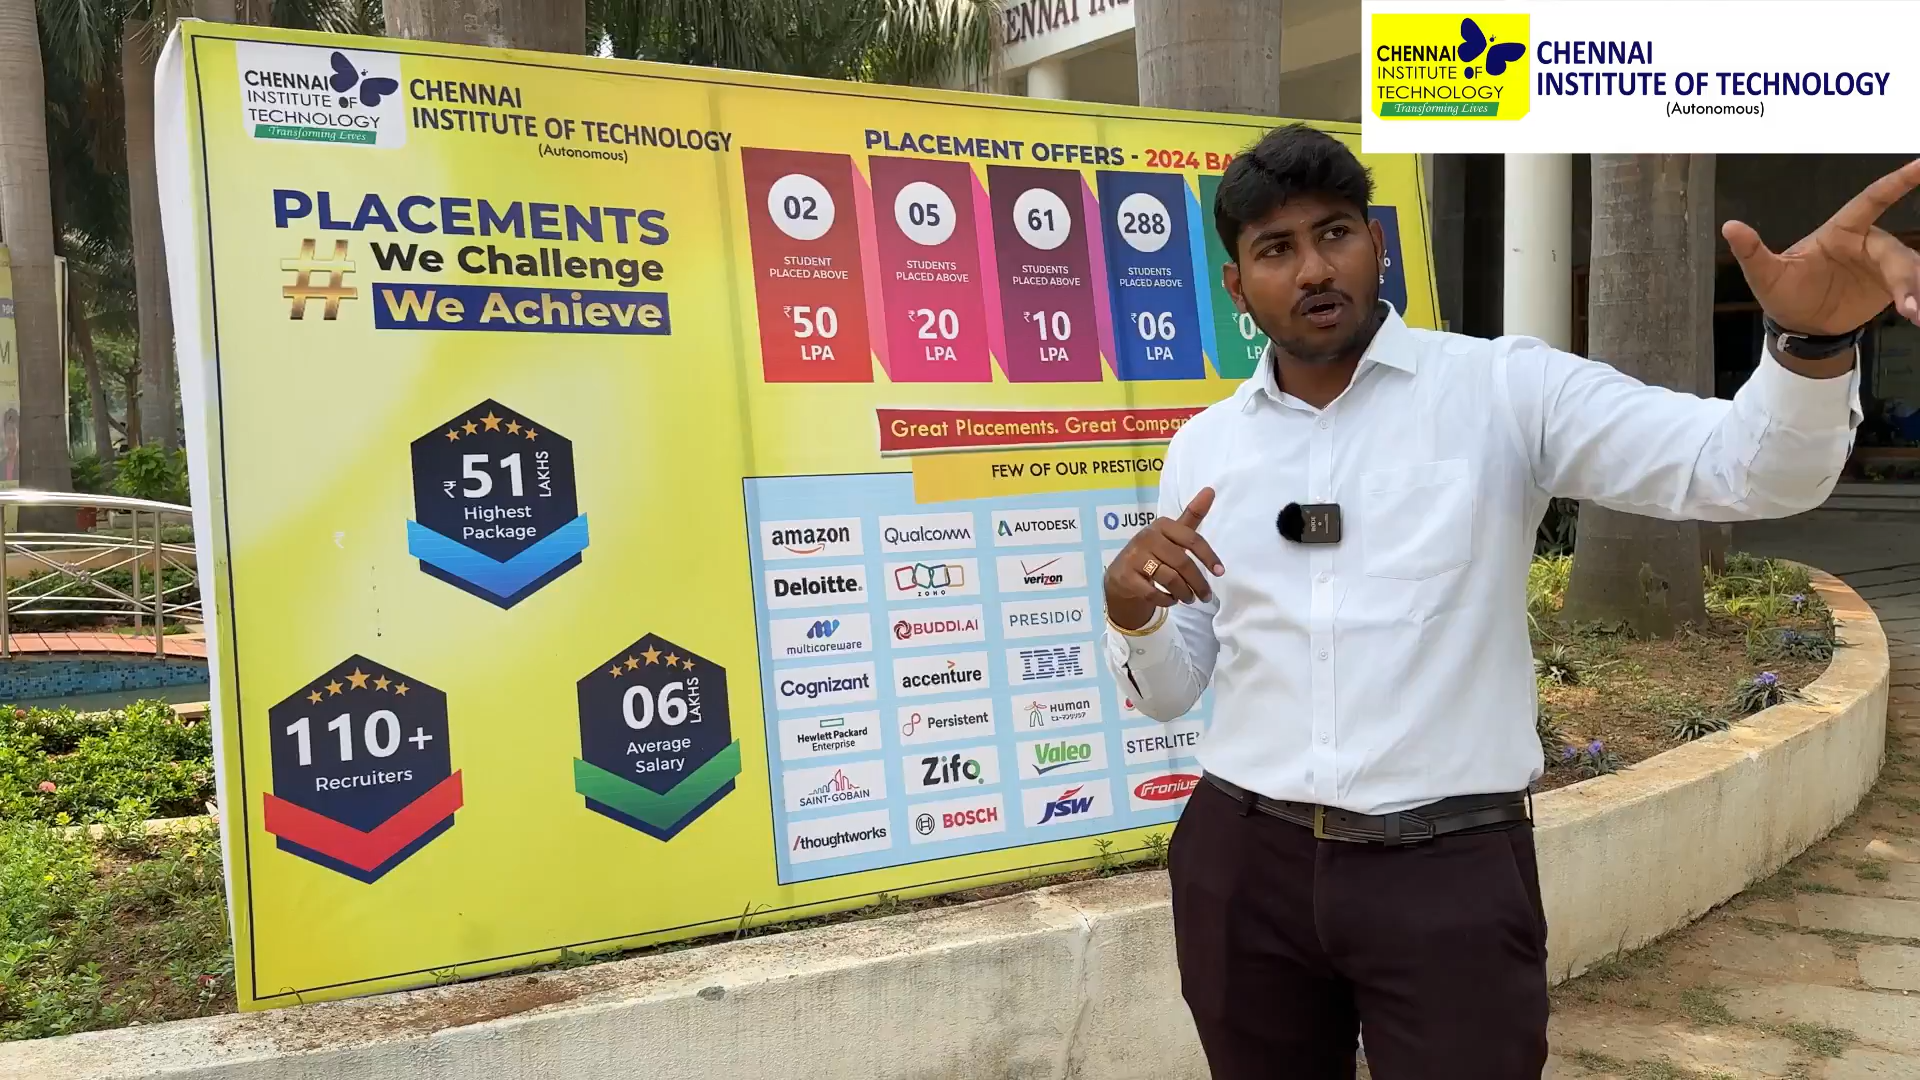 CHENNAI
INSTITUTE OF
TECHNOLOGY
Transforming Lives
CHENNAI
INSTITUTE OF TECHNOLOGY
(Autonomous)
CHENNAI
INSTITUTE OF
TECHNOLOGY
Transforming Lives
CHENNAI
INSTITUTE OF TECHNOLOGY
(Autonomous)
PLACEMENTS
# We Challenge
We Achieve
₹ 51 LAKHS
Highest
Package
110+
Recruiters
06 LAKHS
Average
Salary
PLACEMENT OFFERS - 2024
02
STUDENT
PLACED ABOVE
₹50
LPA
05
STUDENTS
PLACED ABOVE
₹20
LPA
61
STUDENTS
PLACED ABOVE
₹10
LPA
288
STUDENTS
PLACED ABOVE
₹06
LPA
Great Placements. Great
FEW OF OUR
amazon
Qualcomm
AUTODESK
Deloitte.
ZOHO
verizon
multicoreware
BUDDI.AI
PRESIDIO
Cognizant
accenture
IBM
Hewlett Packard
Enterprise
Persistent
HUMAN
SAINT-GOBAIN
Zifo
Valeo
STERLITE
/thoughtworks
BOSCH
JSW
Fronius